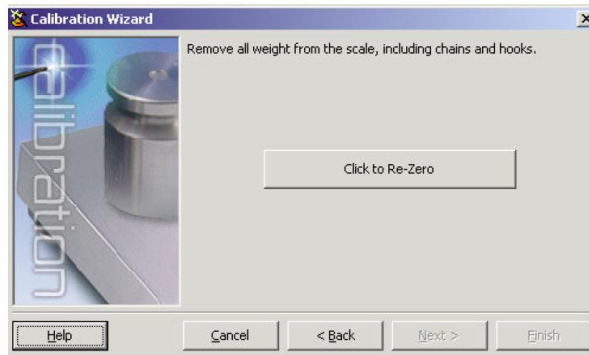 Calibration Wizard
Calibration
Remove all weight from the scale, including chains and hooks.
Click to Re-Zero
Help
Cancel
< Back
Next >
Finish